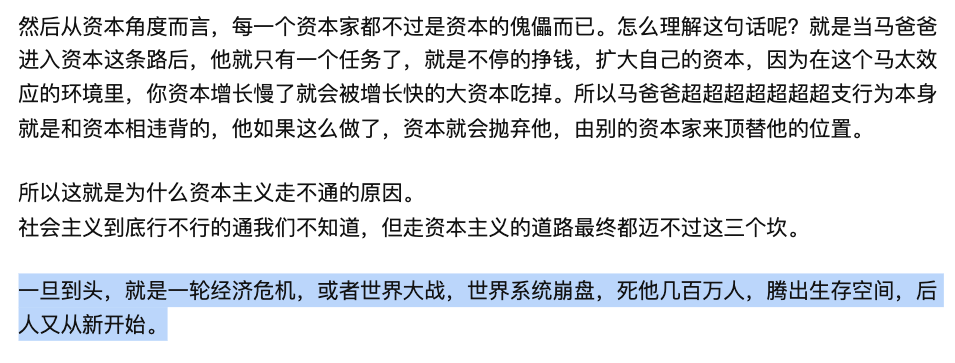 然后从资本角度而言，每一个资本家都不过是资本的傀儡而已。怎么理解这句话呢？就是当马爸爸
进入资本这条路后，他就只有一个任务了，就是不停的挣钱，扩大自己的资本，因为在这个马太效
应的环境里，你资本增长慢了就会被增长快的大资本吃掉。所以马爸爸超超超超超超超支行为本身
就是和资本相违背的，他如果这么做了，资本就会抛弃他，由别的资本家来顶替他的位置。
所以这就是为什么资本主义走不通的原因。
社会主义到底行不行的通我们不知道，但走资本主义的道路最终都迈不过这三个坎。
一旦到头，就是一轮经济危机，或者世界大战，世界系统崩盘，死他几百万人，腾出生存空间，后
人又从新开始。